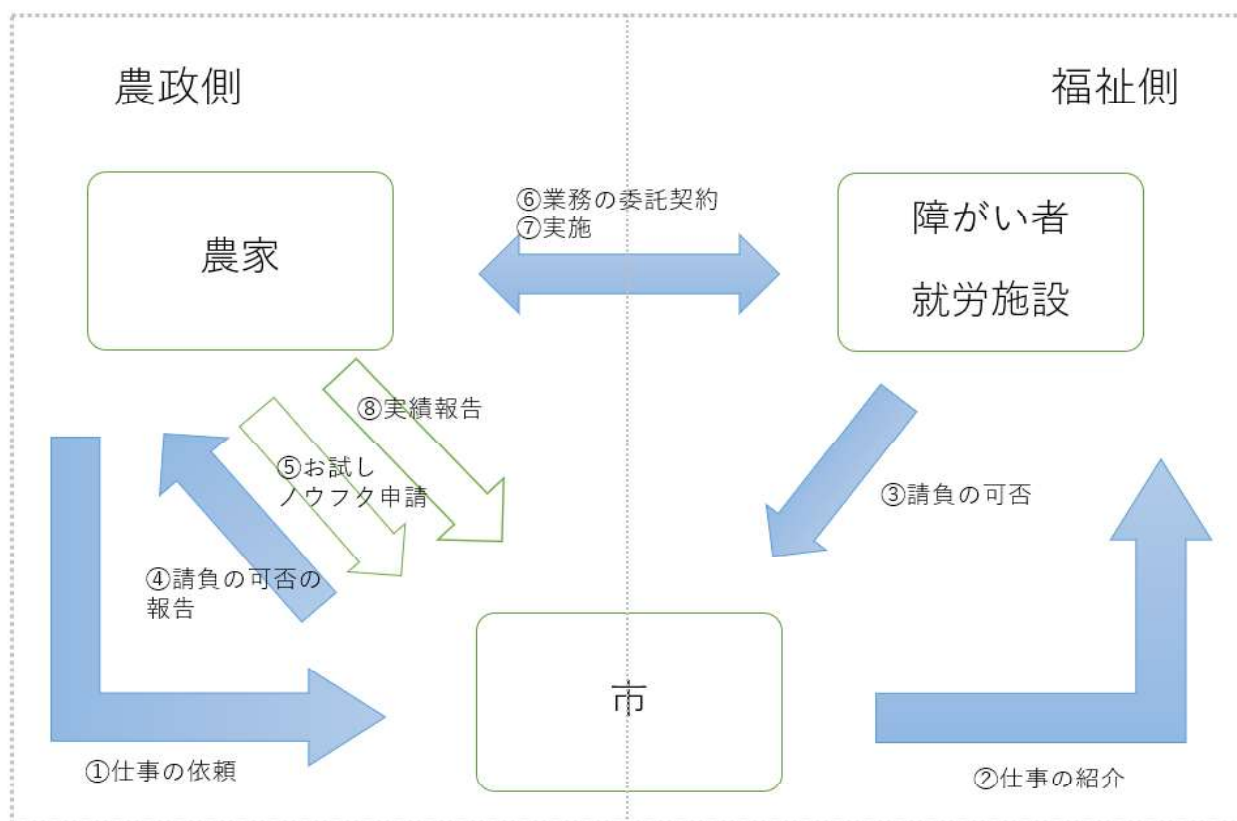 農政側
福祉側
農家
⑥業務の委託契約
⑦実施
障がい者
就労施設
⑧実績報告
⑤お試し
ノウフク申請
③請負の可否
④請負の可否の
報告
市
①仕事の依頼
②仕事の紹介